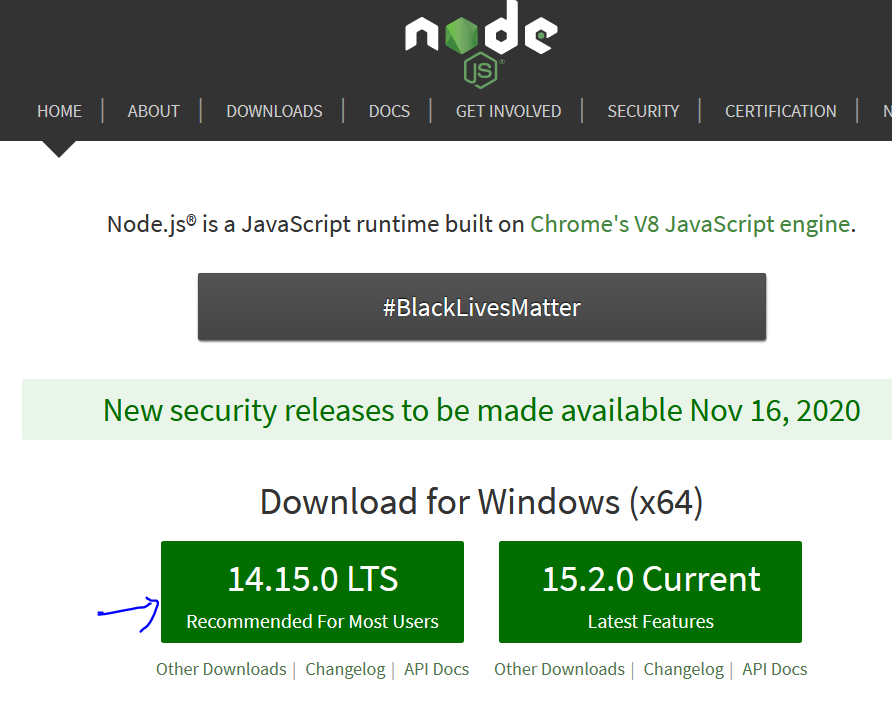 node
JS®
HOME | ABOUT | DOWNLOADS | DOCS | GET INVOLVED | SECURITY | CERTIFICATION | N
Node.js® is a JavaScript runtime built on Chrome's V8 JavaScript engine.
#BlackLivesMatter
New security releases to be made available Nov 16, 2020
Download for Windows (x64)
14.15.0 LTS
Recommended For Most Users
15.2.0 Current
Latest Features
Other Downloads | Changelog | API Docs
Other Downloads | Changelog | API Docs